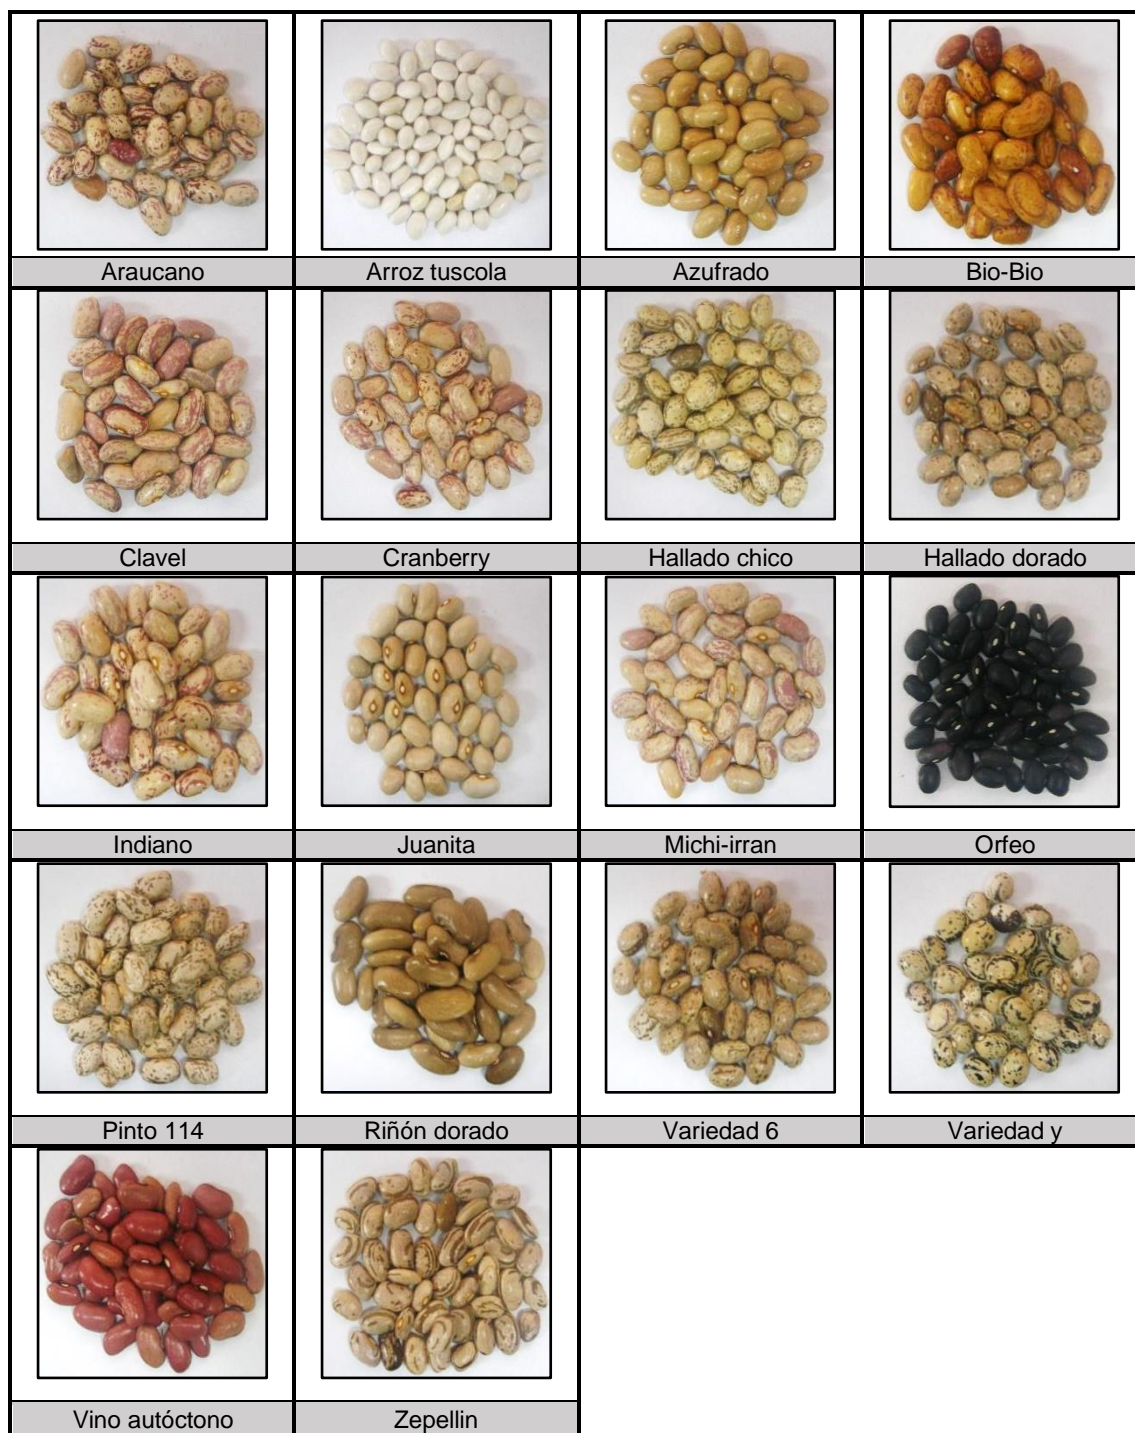 Araucano
Arroz tuscola
Azufrado
Bio-Bio
Clavel
Cranberry
Hallado chico
Hallado dorado
Indiano
Juanita
Michi-irran
Orfeo
Pinto 114
Riñón dorado
Variedad 6
Variedad y
Vino autóctono
Zepellin